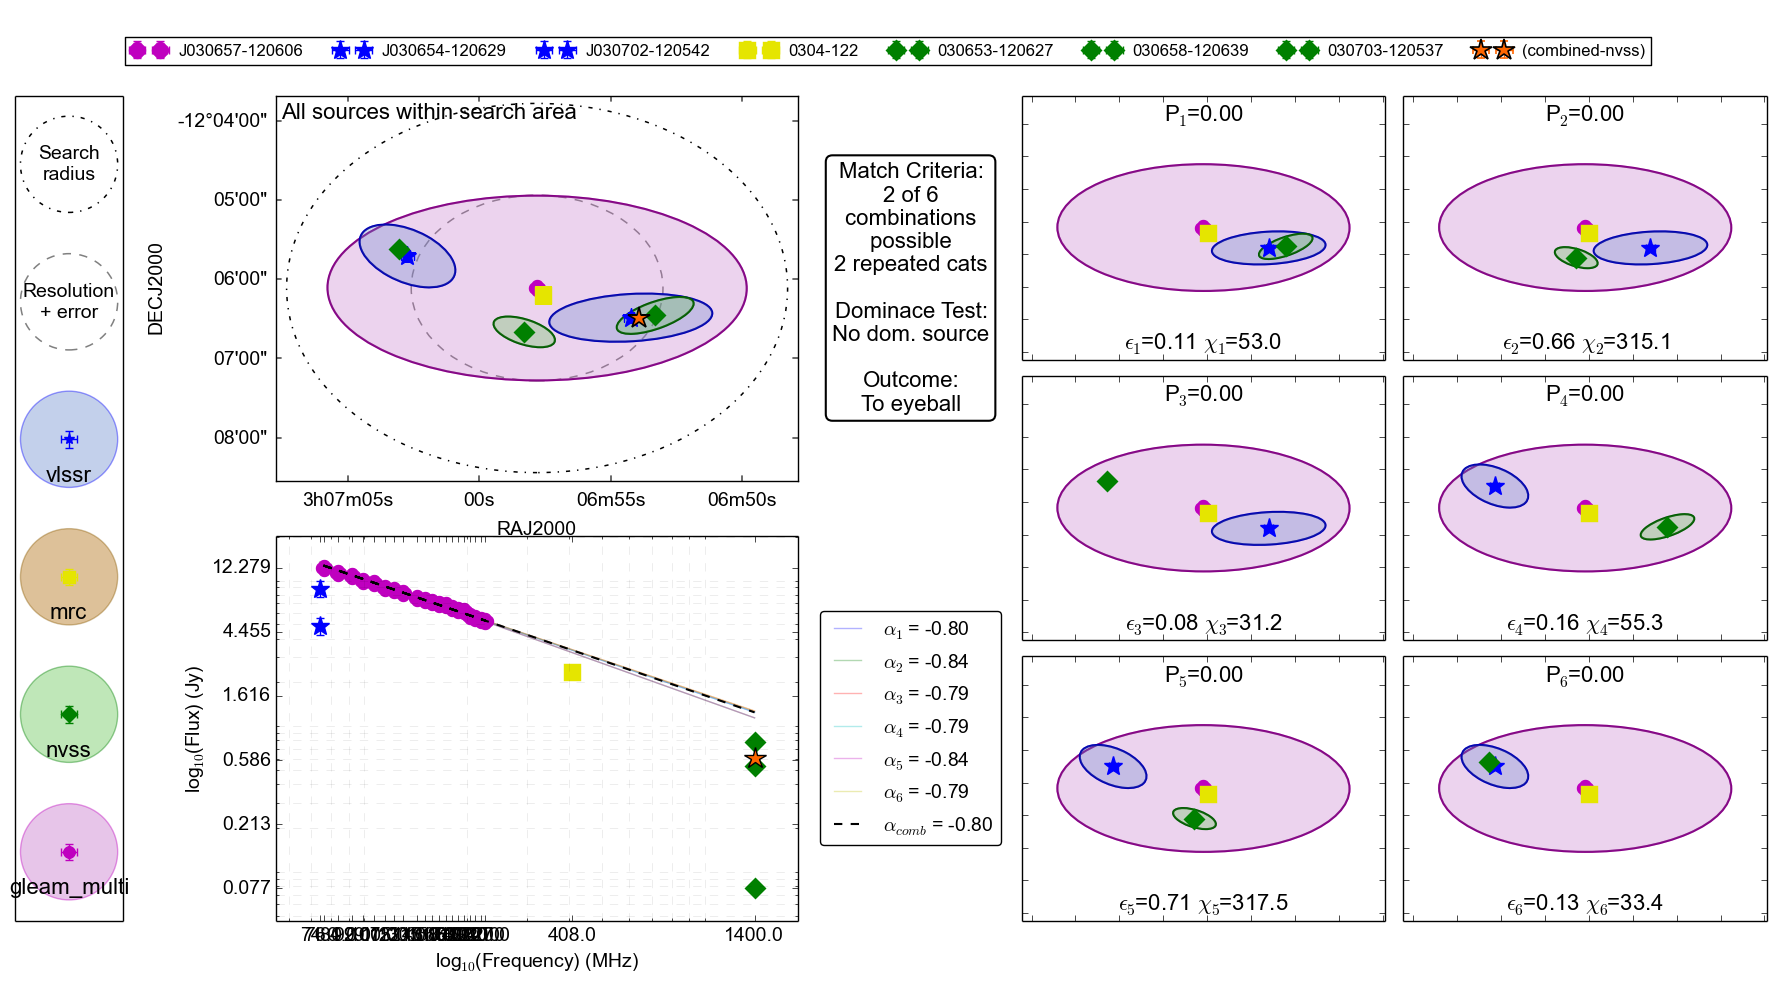 J030657-120606 J030654-120629 J030702-120542 0304-122 030653-120627 030658-120639 030703-120537 (combined-nvss)
Search
radius
Resolution
+ error
vlssr
mrc
nvss
gleam_multi
All sources within search area
-12°04'00"
05'00"
06'00"
07'00"
08'00"
DECJ2000
3h07m05s 00s 06m55s 06m50s
RAJ2000
Match Criteria:
2 of 6
combinations
possible
2 repeated cats
Dominace Test:
No dom. source
Outcome:
To eyeball
12.279
4.455
1.616
0.586
0.213
0.077
log₁₀(Flux) (Jy)
408.0 1400.0
log₁₀(Frequency) (MHz)
α₁ = -0.80
α₂ = -0.84
α₃ = -0.79
α₄ = -0.79
α₅ = -0.84
α₆ = -0.79
α_comb = -0.80
P₁=0.00
ϵ₁=0.11 χ₁=53.0
P₂=0.00
ϵ₂=0.66 χ₂=315.1
P₃=0.00
ϵ₃=0.08 χ₃=31.2
P₄=0.00
ϵ₄=0.16 χ₄=55.3
P₅=0.00
ϵ₅=0.71 χ₅=317.5
P₆=0.00
ϵ₆=0.13 χ₆=33.4